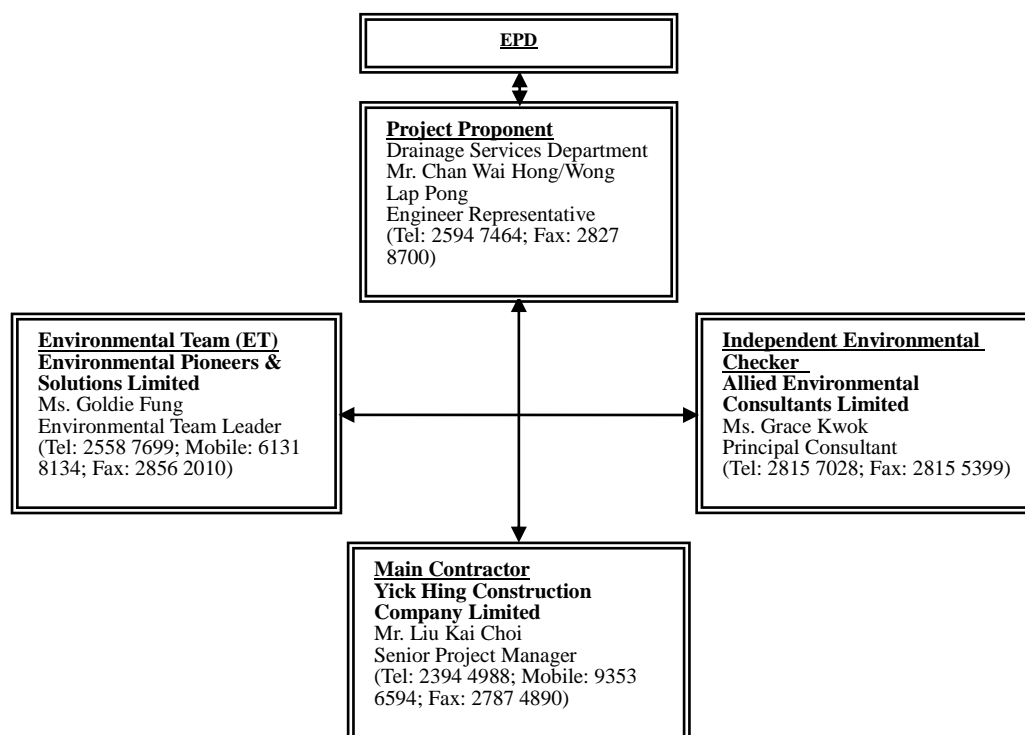 EPD
Project Proponent
Drainage Services Department
Mr. Chan Wai Hong/Wong
Lap Pong
Engineer Representative
(Tel: 2594 7464; Fax: 2827
8700)
Environmental Team (ET)
Environmental Pioneers &
Solutions Limited
Ms. Goldie Fung
Environmental Team Leader
(Tel: 2558 7699; Mobile: 6131
8134; Fax: 2856 2010)
Independent Environmental
Checker
Allied Environmental
Consultants Limited
Ms. Grace Kwok
Principal Consultant
(Tel: 2815 7028; Fax: 2815 5399)
Main Contractor
Yick Hing Construction
Company Limited
Mr. Liu Kai Choi
Senior Project Manager
(Tel: 2394 4988; Mobile: 9353
6594; Fax: 2787 4890)